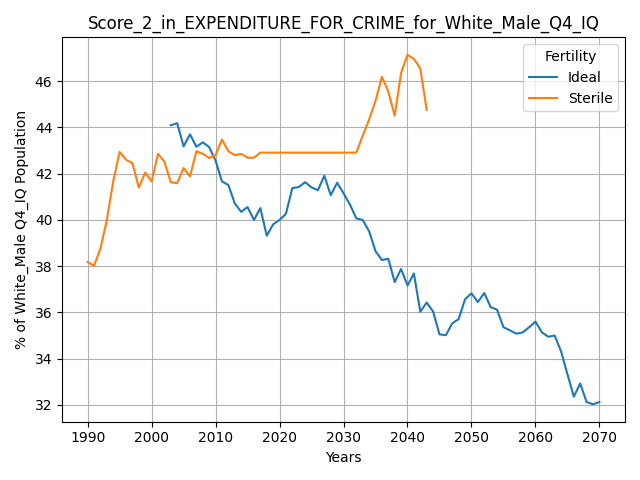 Score_2_in_EXPENDITURE_FOR_CRIME_for_White_Male_Q4_IQ
Fertility
Ideal
Sterile
% of White_Male Q4_IQ Population
46
44
42
40
38
36
34
32
1990
2000
2010
2020
2030
2040
2050
2060
2070
Years